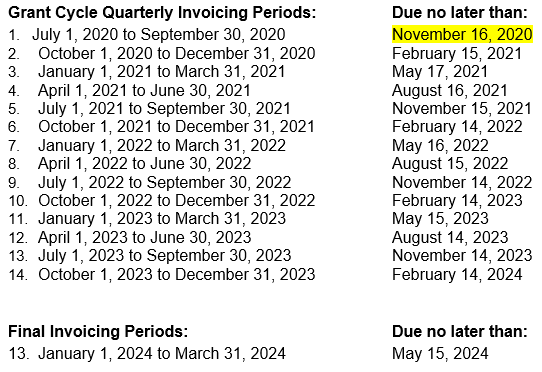 Grant Cycle Quarterly Invoicing Periods: Due no later than:
1. July 1, 2020 to September 30, 2020 November 16, 2020
2. October 1, 2020 to December 31, 2020 February 15, 2021
3. January 1, 2021 to March 31, 2021 May 17, 2021
4. April 1, 2021 to June 30, 2021 August 16, 2021
5. July 1, 2021 to September 30, 2021 November 15, 2021
6. October 1, 2021 to December 31, 2021 February 14, 2022
7. January 1, 2022 to March 31, 2022 May 16, 2022
8. April 1, 2022 to June 30, 2022 August 15, 2022
9. July 1, 2022 to September 30, 2022 November 14, 2022
10. October 1, 2022 to December 31, 2022 February 14, 2023
11. January 1, 2023 to March 31, 2023 May 15, 2023
12. April 1, 2023 to June 30, 2023 August 14, 2023
13. July 1, 2023 to September 30, 2023 November 14, 2023
14. October 1, 2023 to December 31, 2023 February 14, 2024
Final Invoicing Periods: Due no later than:
13. January 1, 2024 to March 31, 2024 May 15, 2024